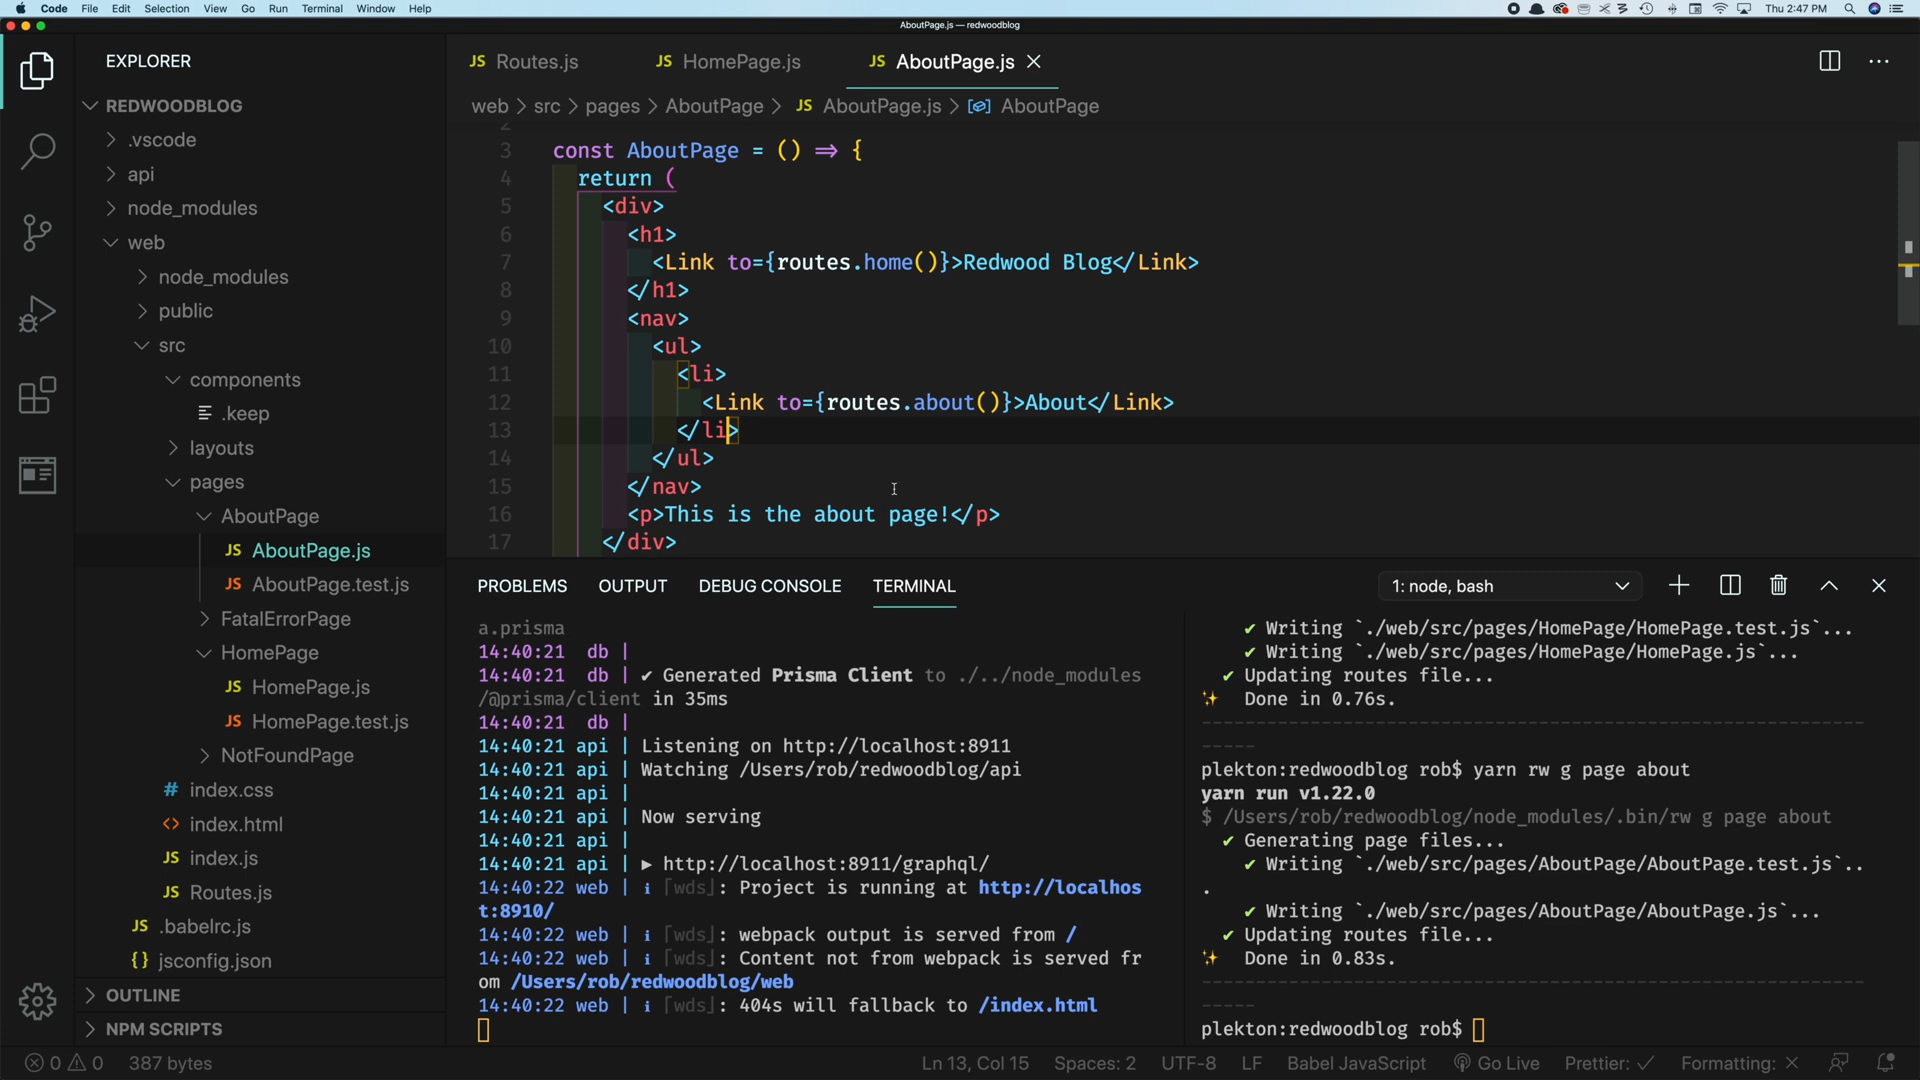 Code File Edit Selection View Go Run Terminal Window Help
Thu 2:47 PM
AboutPage.js — redwoodblog
EXPLORER
REDWOODBLOG
.vscode
api
node_modules
web
node_modules
public
src
components
.keep
layouts
pages
AboutPage
JS AboutPage.js
JS AboutPage.test.js
FatalErrorPage
HomePage
JS HomePage.js
JS HomePage.test.js
NotFoundPage
# index.css
<> index.html
JS index.js
JS Routes.js
JS .babelrc.js
{} jsconfig.json
OUTLINE
NPM SCRIPTS
JS Routes.js
JS HomePage.js
JS AboutPage.js
web > src > pages > AboutPage > JS AboutPage.js > AboutPage
2
3 const AboutPage = () => {
4 return (
5 <div>
6 <h1>
7 <Link to={routes.home()}>Redwood Blog</Link>
8 </h1>
9 <nav>
10 <ul>
11 <li>
12 <Link to={routes.about()}>About</Link>
13 </li>
14 </ul>
15 </nav>
16 <p>This is the about page!</p>
17 </div>
PROBLEMS OUTPUT DEBUG CONSOLE TERMINAL
1: node, bash
a.prisma
14:40:21 db |
14:40:21 db | ✔ Generated Prisma Client to ./../node_modules
/@prisma/client in 35ms
14:40:21 db |
14:40:21 api | Listening on http://localhost:8911
14:40:21 api | Watching /Users/rob/redwoodblog/api
14:40:21 api |
14:40:21 api | Now serving
14:40:21 api |
14:40:21 api | ► http://localhost:8911/graphql/
14:40:22 web | ℹ ｢wds｣: Project is running at http://localhos
t:8910/
14:40:22 web | ℹ ｢wds｣: webpack output is served from /
14:40:22 web | ℹ ｢wds｣: Content not from webpack is served fr
om /Users/rob/redwoodblog/web
14:40:22 web | ℹ ｢wds｣: 404s will fallback to /index.html
✔ Writing `./web/src/pages/HomePage/HomePage.test.js`...
✔ Writing `./web/src/pages/HomePage/HomePage.js`...
✔ Updating routes file...
✨ Done in 0.76s.
plekton:redwoodblog rob$ yarn rw g page about
yarn run v1.22.0
$ /Users/rob/redwoodblog/node_modules/.bin/rw g page about
✔ Generating page files...
✔ Writing `./web/src/pages/AboutPage/AboutPage.test.js`..
.
✔ Writing `./web/src/pages/AboutPage/AboutPage.js`...
✔ Updating routes file...
✨ Done in 0.83s.
plekton:redwoodblog rob$
0 0 387 bytes
Ln 13, Col 15 Spaces: 2 UTF-8 LF Babel JavaScript Go Live Prettier: ✓ Formatting: ✕